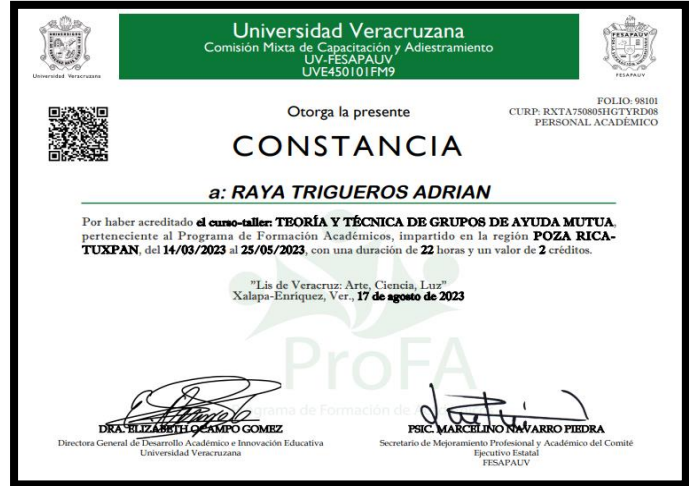 Universidad Veracruzana
Comisión Mixta de Capacitación y Adiestramiento
UV-FESAPAUV
UVE450101FM9
Universidad Veracruzana
FESAPAUV
FOLIO: 98101
CURP: RXTA750805HGTYRD08
PERSONAL ACADÉMICO
Otorga la presente
CONSTANCIA
a: RAYA TRIGUEROS ADRIAN
Por haber acreditado el curso-taller: TEORÍA Y TÉCNICA DE GRUPOS DE AYUDA MUTUA,
perteneciente al Programa de Formación Académicos, impartido en la región POZA RICA-
TUXPAN, del 14/03/2023 al 25/05/2023, con una duración de 22 horas y un valor de 2 créditos.
"Lis de Veracruz: Arte, Ciencia, Luz"
Xalapa-Enríquez, Ver., 17 de agosto de 2023
ProFA
Programa de Formación de Académicos
DRA. ELIZABETH OCAMPO GOMEZ
Directora General de Desarrollo Académico e Innovación Educativa
Universidad Veracruzana
PSIC. MARCELINO NAVARRO PIEDRA
Secretario de Mejoramiento Profesional y Académico del Comité
Ejecutivo Estatal
FESAPAUV